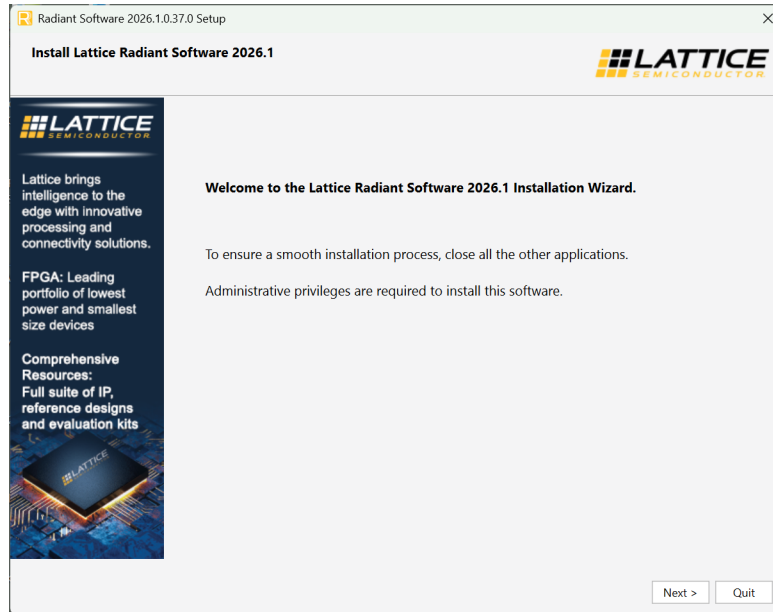 Radiant Software 2026.1.0.37.0 Setup
Install Lattice Radiant Software 2026.1
LATTICE
SEMICONDUCTOR.
LATTICE
SEMICONDUCTOR.
Lattice brings
intelligence to the
edge with innovative
processing and
connectivity solutions.
FPGA: Leading
portfolio of lowest
power and smallest
size devices
Comprehensive
Resources:
Full suite of IP,
reference designs
and evaluation kits
LATTICE
Welcome to the Lattice Radiant Software 2026.1 Installation Wizard.
To ensure a smooth installation process, close all the other applications.
Administrative privileges are required to install this software.
Next >
Quit